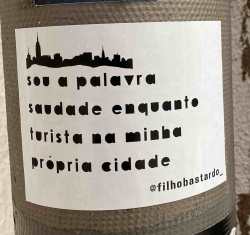 sou a palavra
saudade enquanto
turista na minha
própria cidade
@filhobastardo_